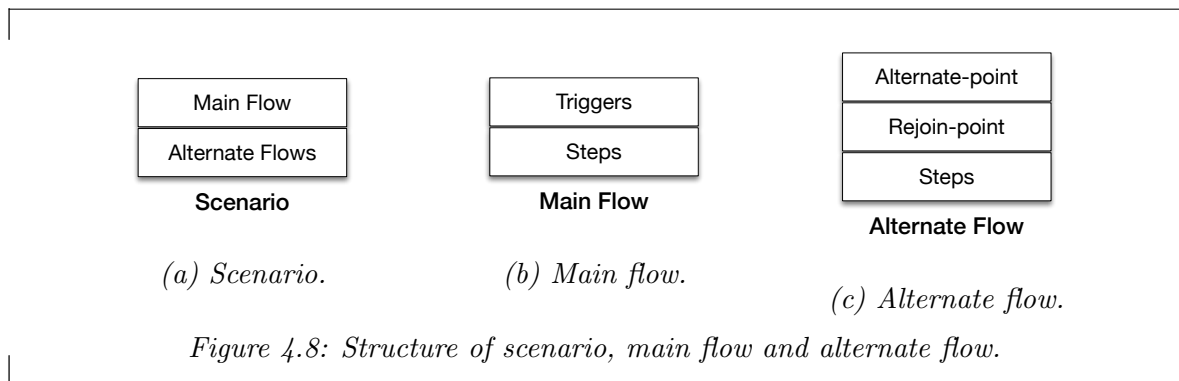 Main Flow
Alternate Flows
Scenario
(a) Scenario.
Triggers
Steps
Main Flow
(b) Main flow.
Alternate-point
Rejoin-point
Steps
Alternate Flow
(c) Alternate flow.
Figure 4.8: Structure of scenario, main flow and alternate flow.